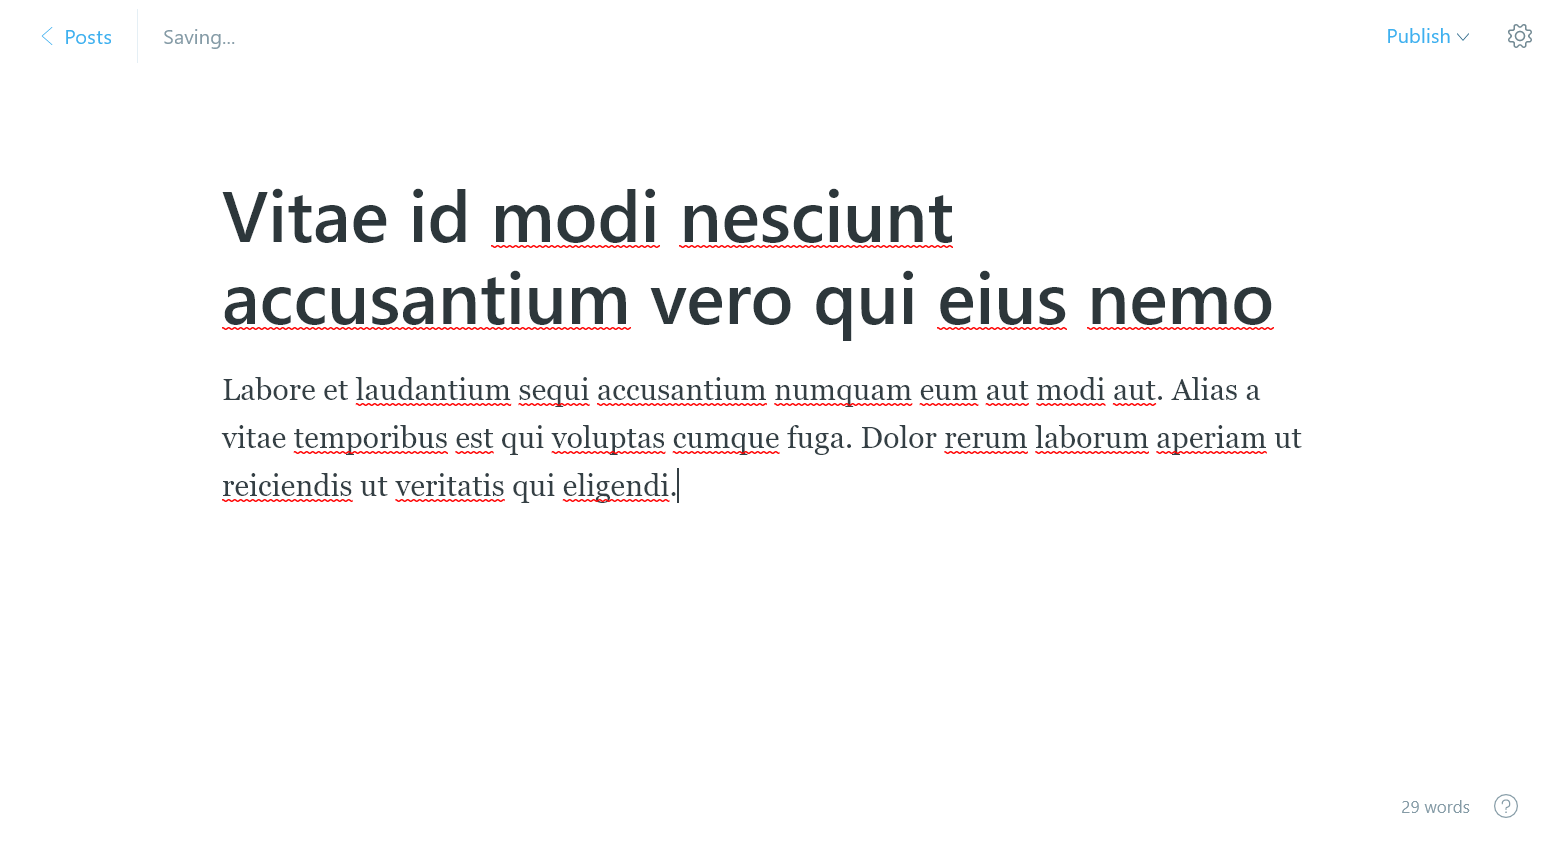 Posts
Saving...
Publish
Vitae id modi nesciunt
accusantium vero qui eius nemo
Labore et laudantium sequi accusantium numquam eum aut modi aut. Alias a
vitae temporibus est qui voluptas cumque fuga. Dolor rerum laborum aperiam ut
reiciendis ut veritatis qui eligendi.
29 words
?